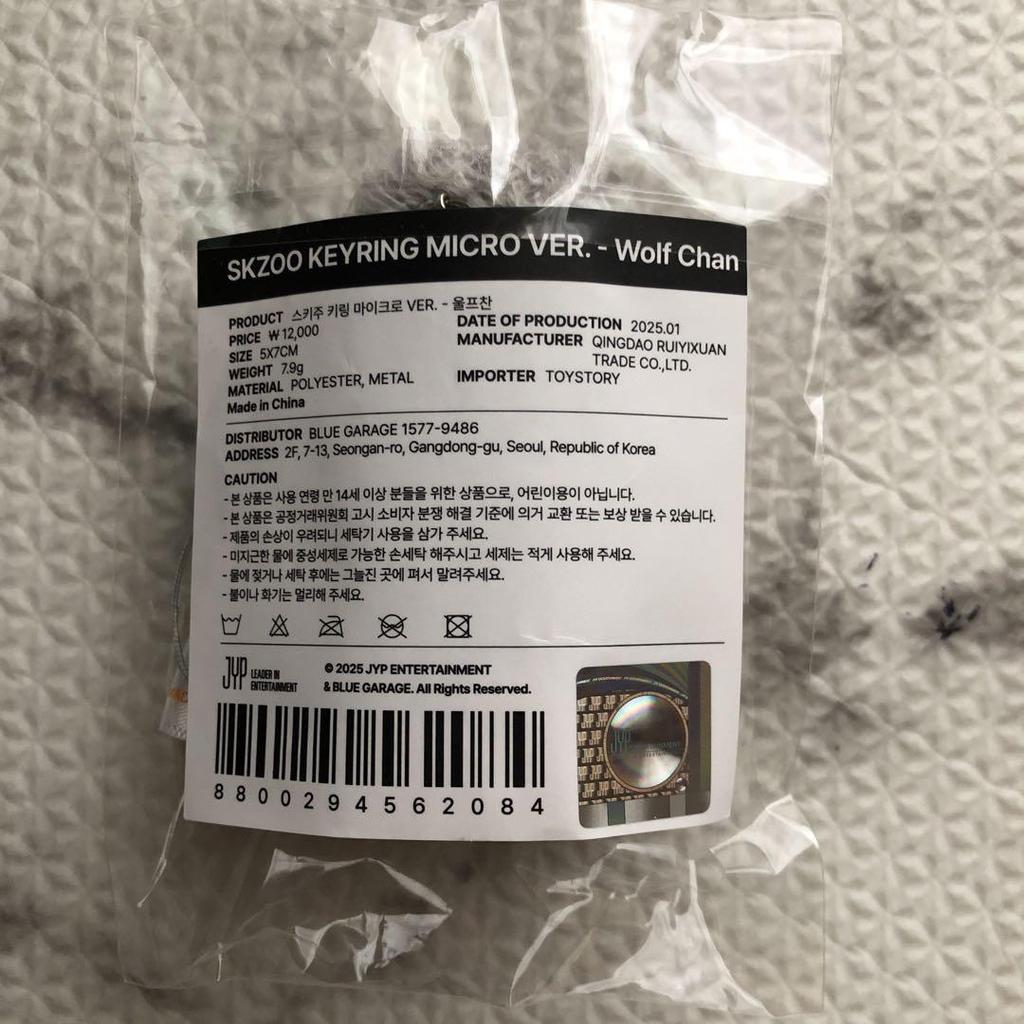 SKZOO KEYRING MICRO VER. - Wolf Chan
PRODUCT 스키주 키링 마이크로 VER. - 울프찬
PRICE ₩12,000
SIZE 5X7CM
WEIGHT 7.9g
MATERIAL POLYESTER, METAL
Made in China
DATE OF PRODUCTION 2025.01
MANUFACTURER QINGDAO RUIYIXUAN
TRADE CO.,LTD.
IMPORTER TOYSTORY
DISTRIBUTOR BLUE GARAGE 1577-9486
ADDRESS 2F, 7-13, Seongan-ro, Gangdong-gu, Seoul, Republic of Korea
CAUTION
- 본 상품은 사용 연령 만 14세 이상 분들을 위한 상품으로, 어린이용이 아닙니다.
- 본 상품은 공정거래위원회 고시 소비자 분쟁 해결 기준에 의거 교환 또는 보상 받을 수 있습니다.
- 제품의 손상이 우려되니 세탁기 사용을 삼가 주세요.
- 미지근한 물에 중성세제로 가능한 손세탁 해주시고 세제는 적게 사용해 주세요.
- 물에 젖거나 세탁 후에는 그늘진 곳에 펴서 말려주세요.
- 불이나 화기는 멀리해 주세요.
JYP LEADER IN
ENTERTAINMENT
© 2025 JYP ENTERTAINMENT
& BLUE GARAGE. All Rights Reserved.
8800294562084
JYP